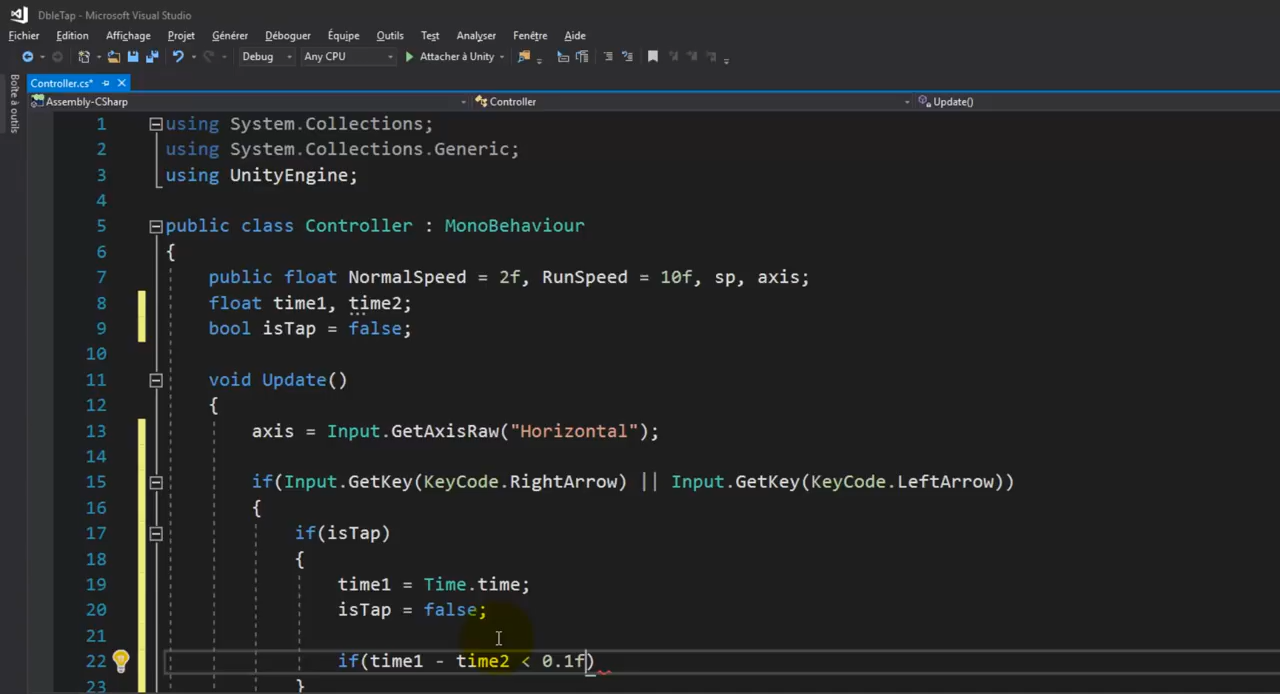 DbleTap - Microsoft Visual Studio
Fichier Edition Affichage Projet Générer Déboguer Équipe Outils Test Analyser Fenêtre Aide
Debug Any CPU Attacher à Unity
Boîte à outils
Controller.cs*
Assembly-CSharp Controller Update()
1 using System.Collections;
2 using System.Collections.Generic;
3 using UnityEngine;
4
5 public class Controller : MonoBehaviour
6 {
7 public float NormalSpeed = 2f, RunSpeed = 10f, sp, axis;
8 float time1, time2;
9 bool isTap = false;
10
11 void Update()
12 {
13 axis = Input.GetAxisRaw("Horizontal");
14
15 if(Input.GetKey(KeyCode.RightArrow) || Input.GetKey(KeyCode.LeftArrow))
16 {
17 if(isTap)
18 {
19 time1 = Time.time;
20 isTap = false;
21
22 if(time1 - time2 < 0.1f)
23 }